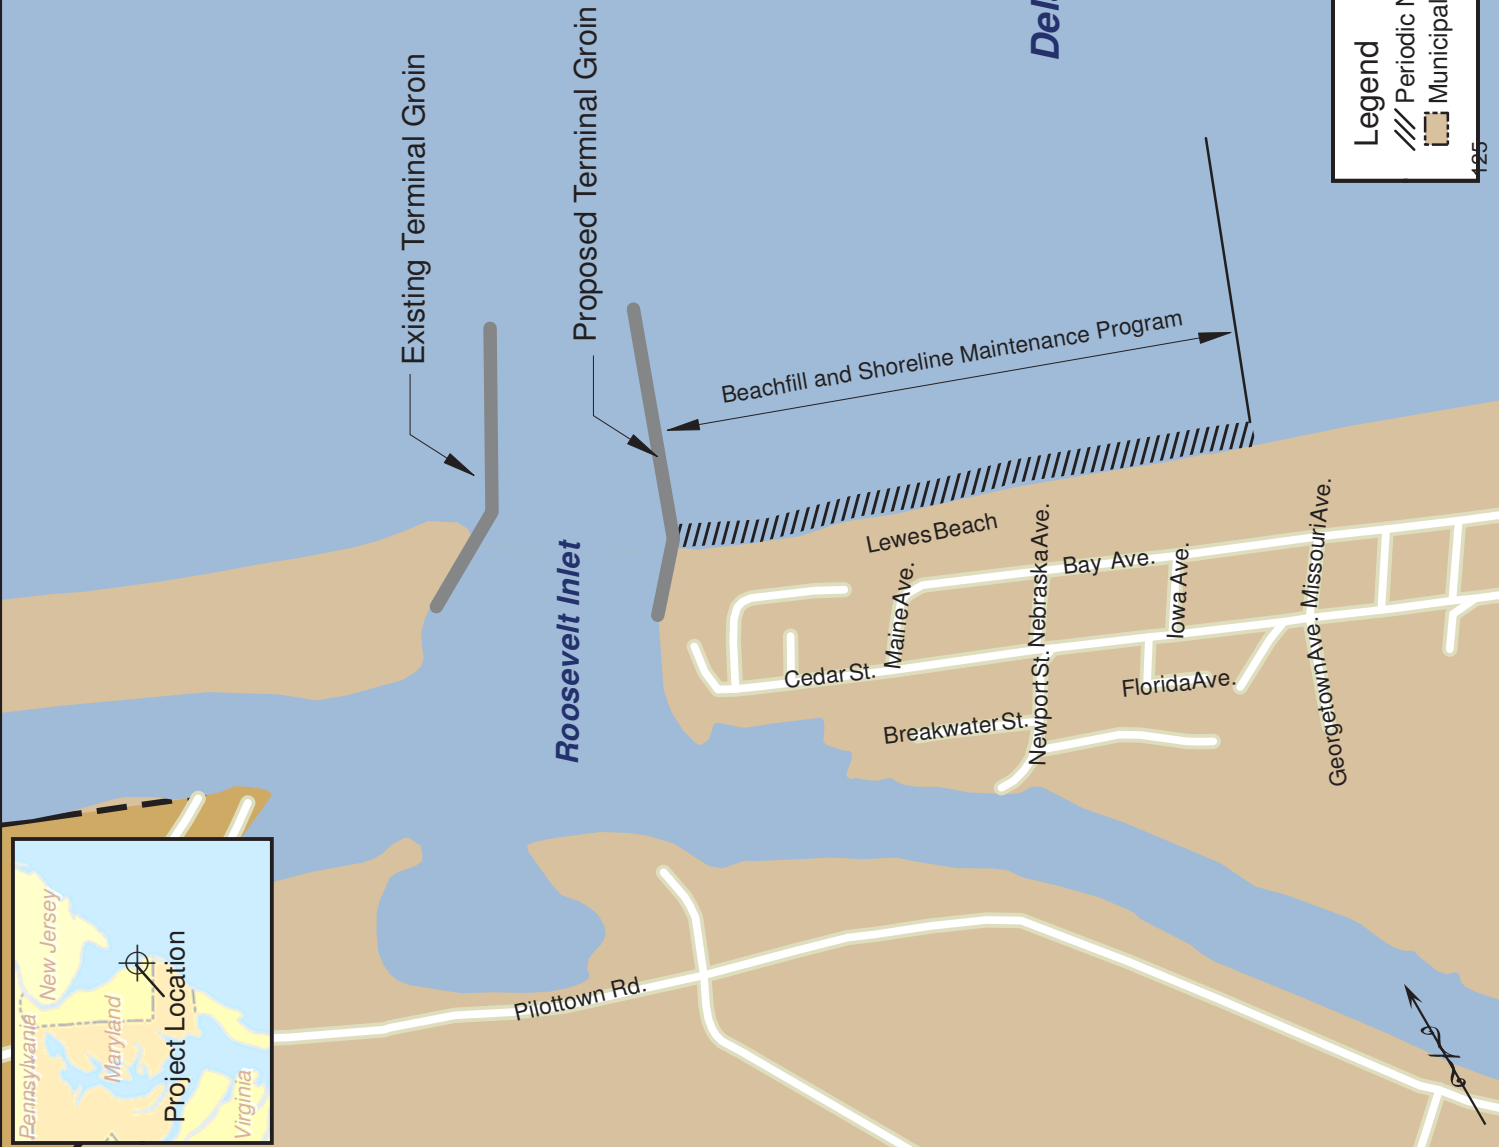 Existing Terminal Groin
Proposed Terminal Groin
Beachfill and Shoreline Maintenance Program
Roosevelt Inlet
Lewes Beach
Bay Ave.
Maine Ave.
Nebraska Ave.
Iowa Ave.
Missouri Ave.
Cedar St.
Newport St.
Florida Ave.
Georgetown Ave.
Breakwater St.
Pilottown Rd.
Legend
Periodic
Municipal
125
New Jersey
Pennsylvania
Maryland
Virginia
Project Location
N